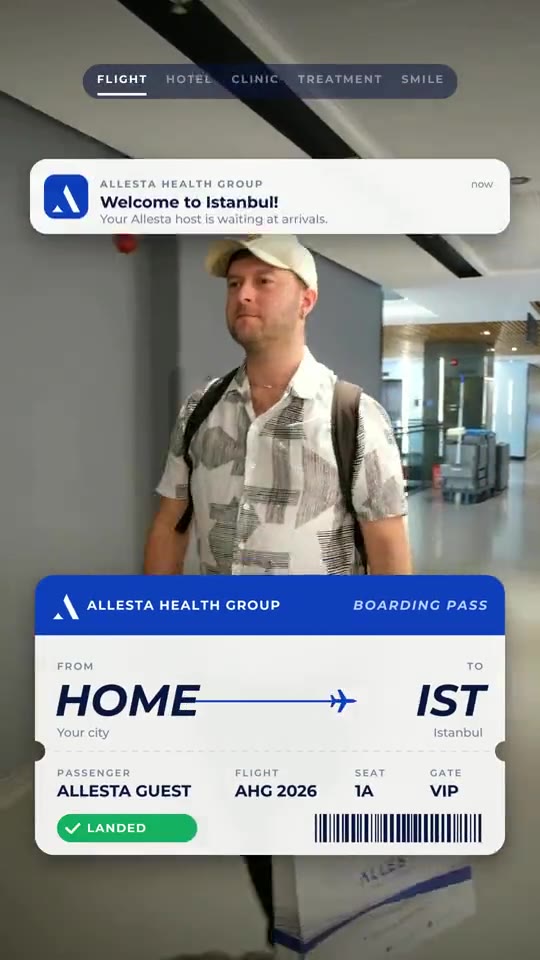 FLIGHT HOTEL CLINIC TREATMENT SMILE
ALLESTA HEALTH GROUP now
Welcome to Istanbul!
Your Allesta host is waiting at arrivals.
ALLESTA HEALTH GROUP BOARDING PASS
FROM TO
HOME IST
Your city Istanbul
PASSENGER FLIGHT SEAT GATE
ALLESTA GUEST AHG 2026 1A VIP
LANDED
ALLES